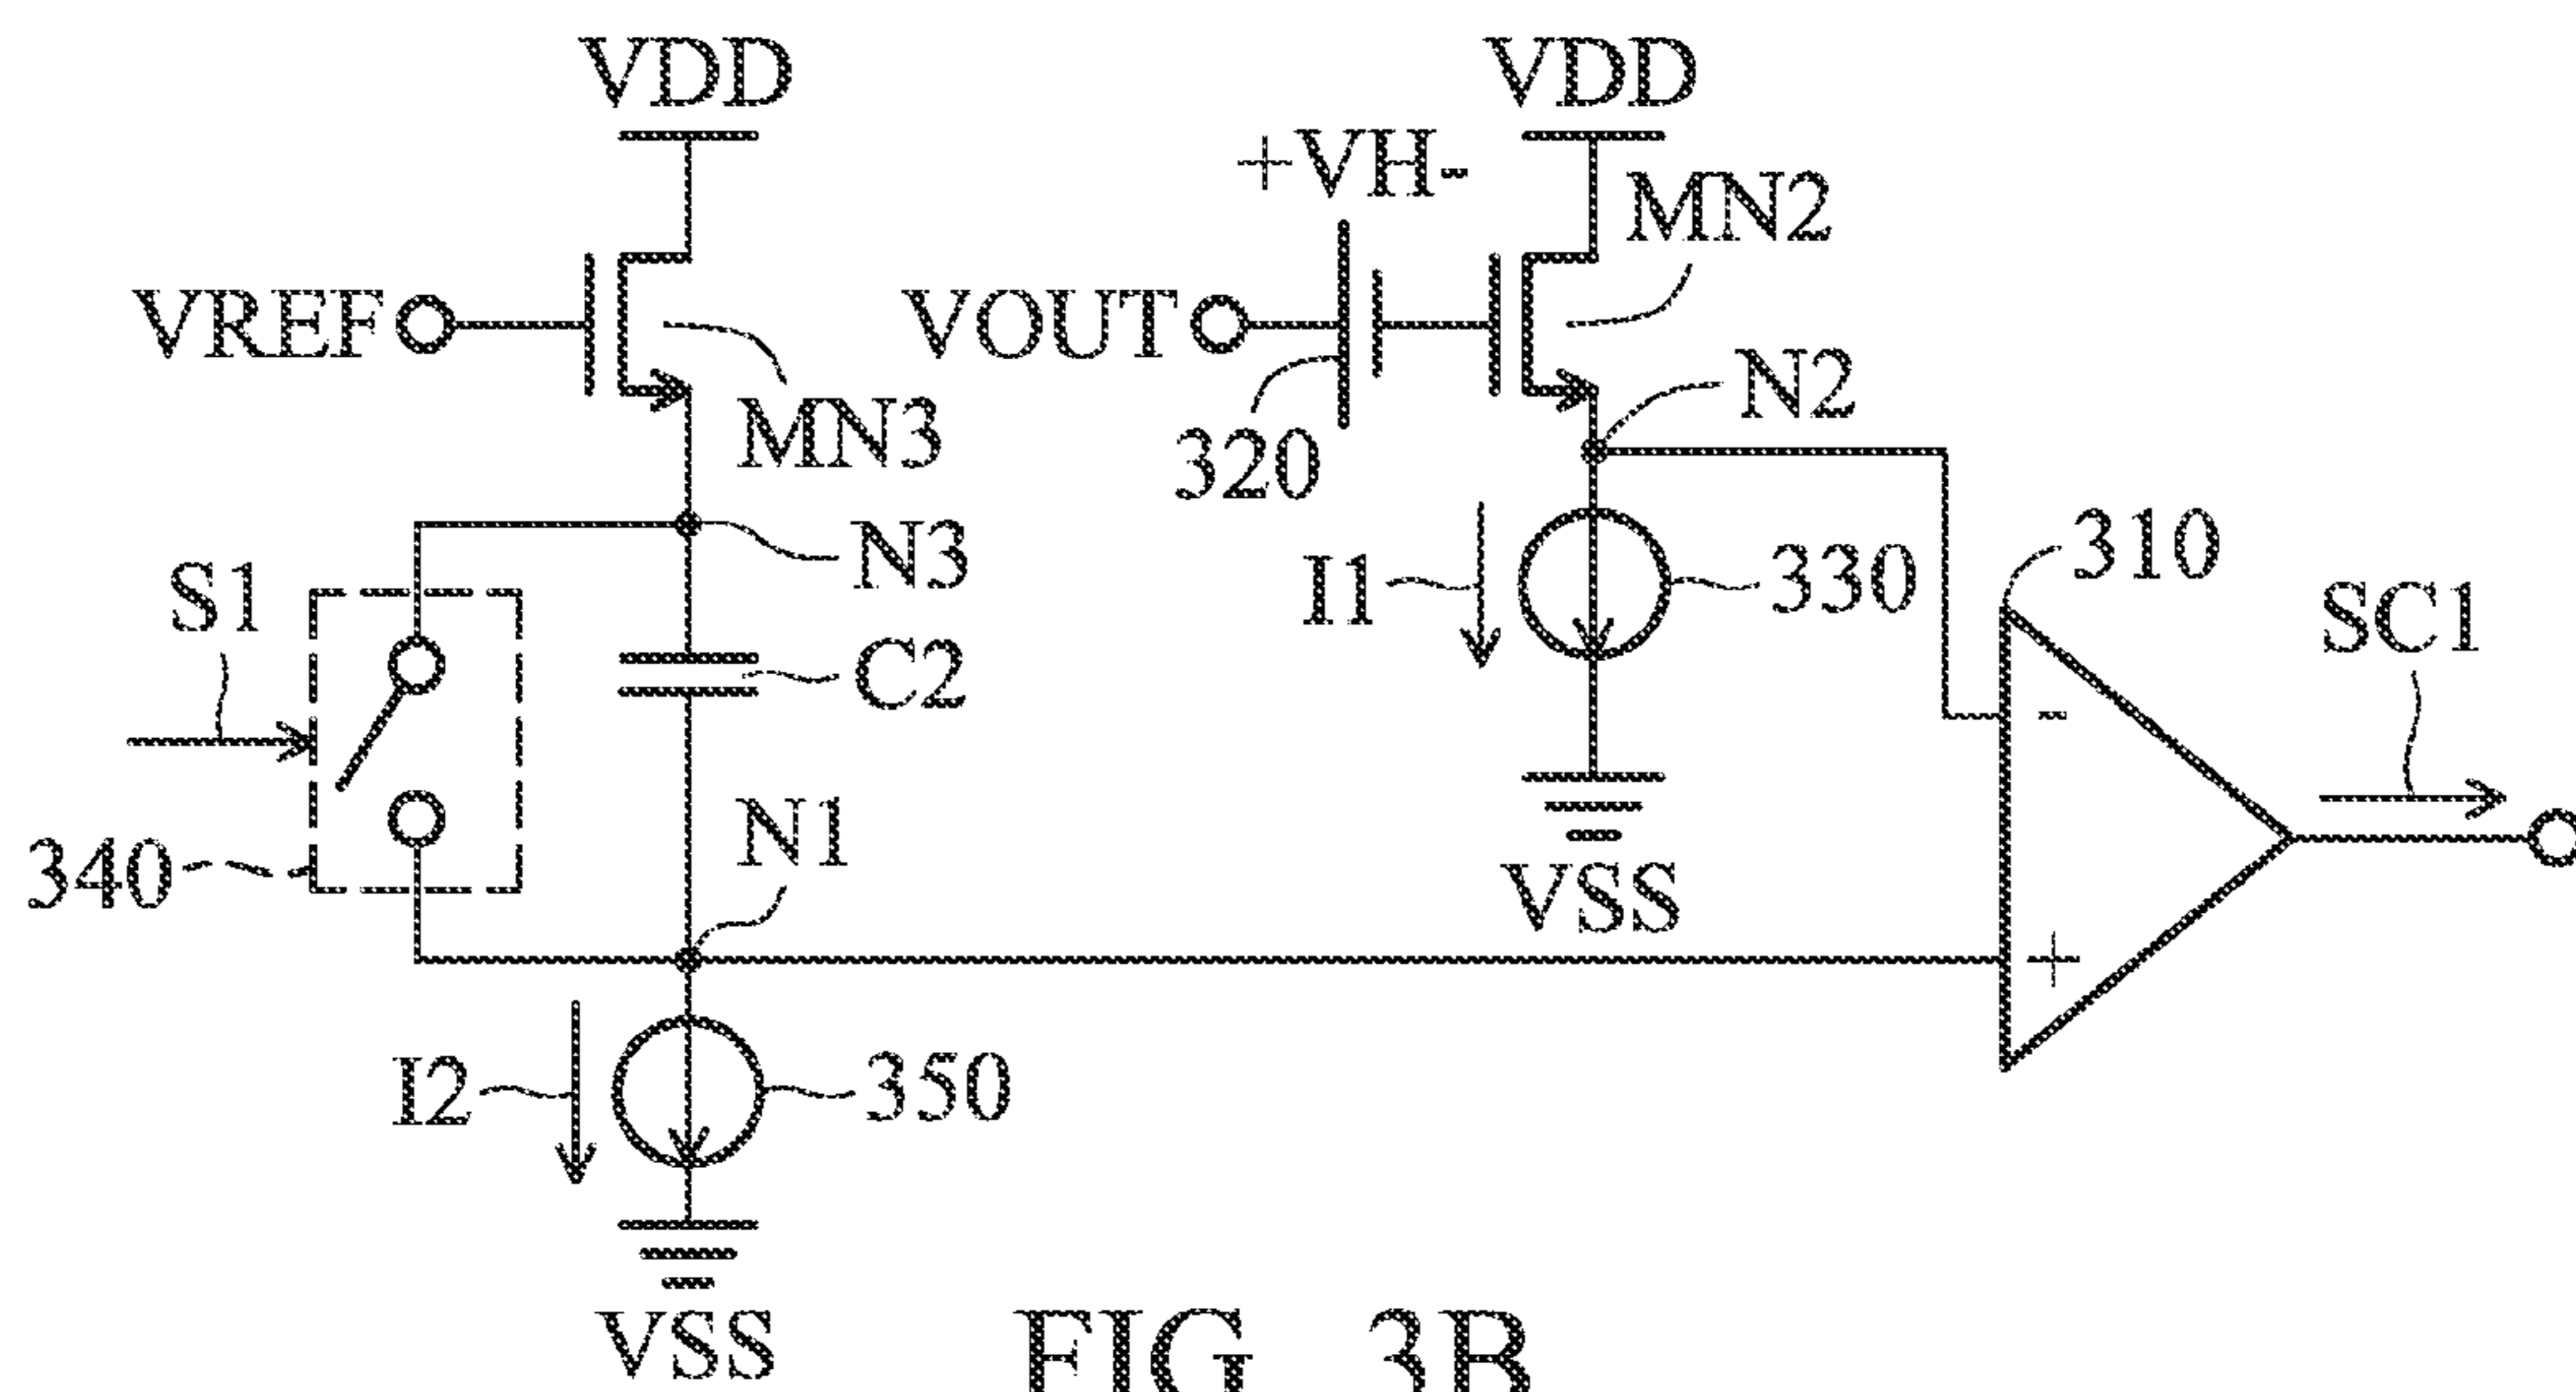 VDD
VDD
+VH-
MN2
VREF
VOUT
N2
MN3
320
N3
310
S1
I1
330
SC1
C2
-
N1
340
VSS
+
I2
350
VSS
FIG. 3B